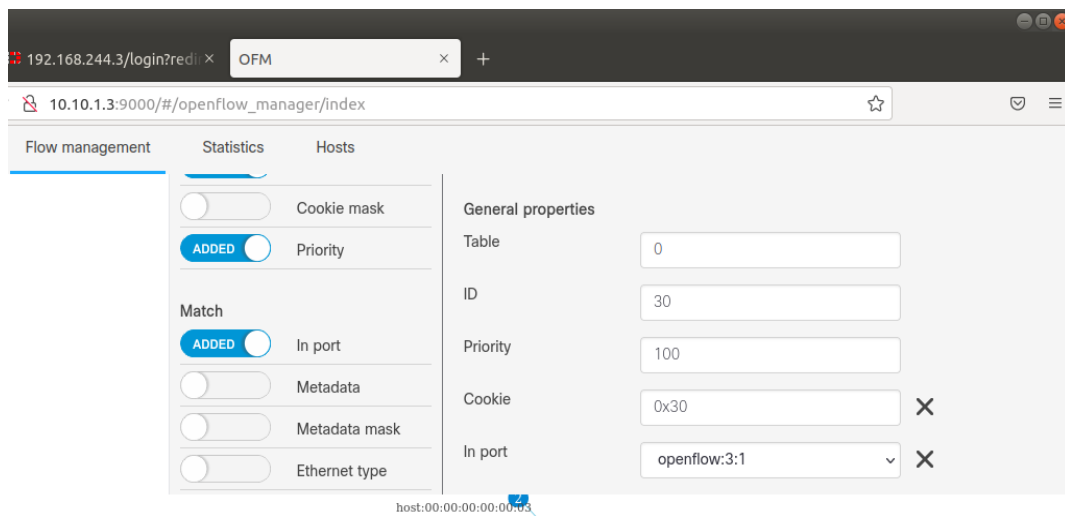 192.168.244.3/login?redi
OFM
10.10.1.3:9000/#/openflow_manager/index
Flow management Statistics Hosts
Cookie mask
ADDED Priority
Match
ADDED In port
Metadata
Metadata mask
Ethernet type
General properties
Table 0
ID 30
Priority 100
Cookie 0x30
In port openflow:3:1
2
host:00:00:00:00:00:03